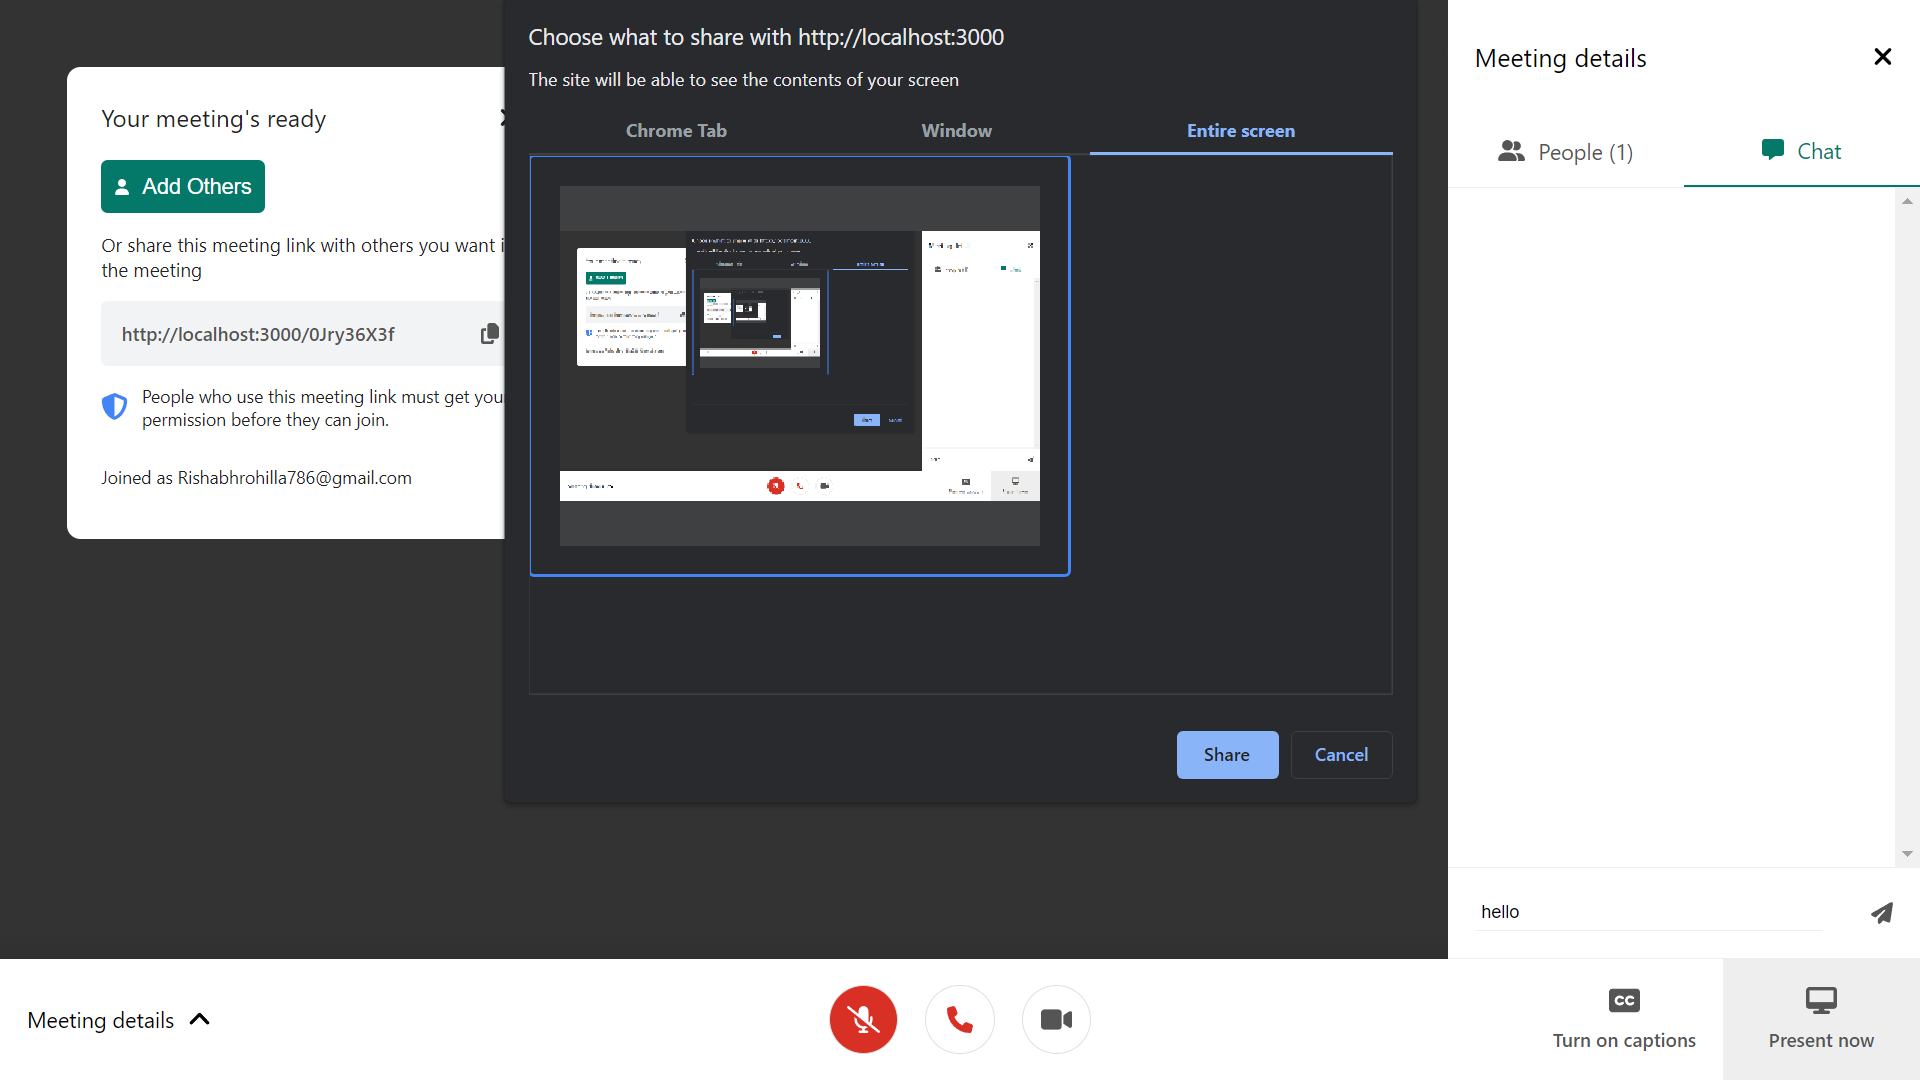 Your meeting's ready
Add Others
Or share this meeting link with others you want
the meeting
http://localhost:3000/0Jry36X3f
People who use this meeting link must get you
permission before they can join.
Joined as Rishabhrohilla786@gmail.com
Choose what to share with http://localhost:3000
The site will be able to see the contents of your screen
Chrome Tab
Window
Entire screen
Share
Cancel
Meeting details
People (1)
Chat
hello
Meeting details
CC
Turn on captions
Present now